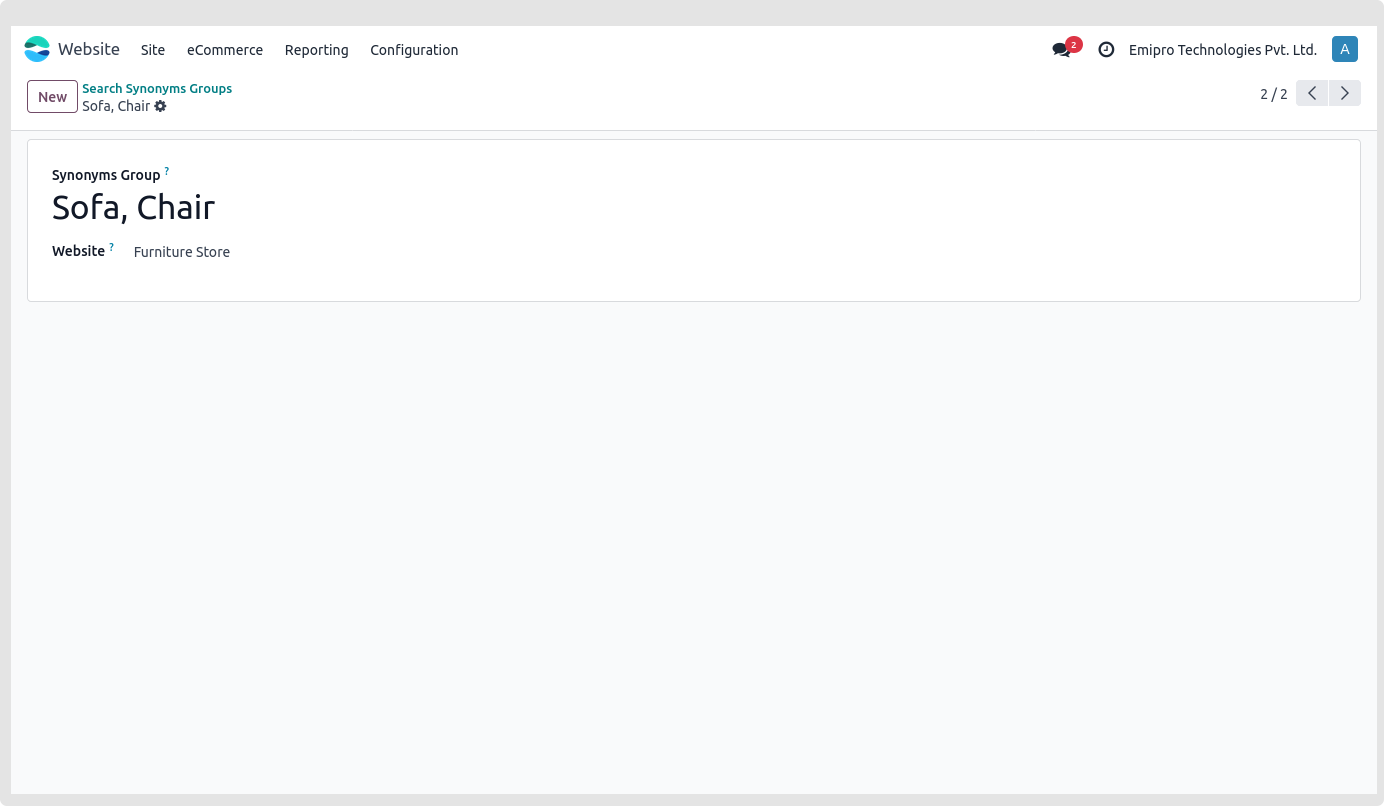 Website Site eCommerce Reporting Configuration 2 Emipro Technologies Pvt. Ltd. A
New Search Synonyms Groups
Sofa, Chair
2 / 2
Synonyms Group ?
Sofa, Chair
Website ? Furniture Store